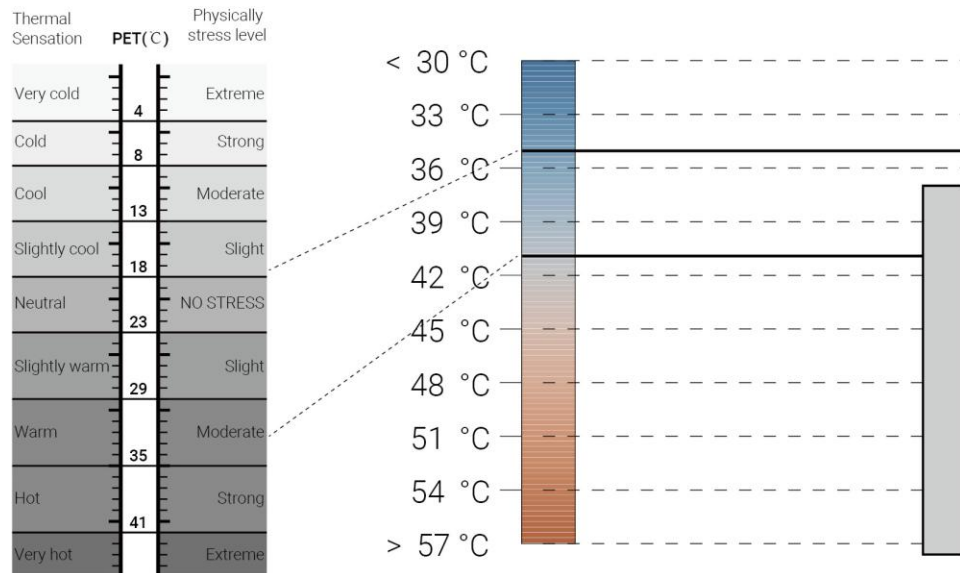 Thermal
Sensation
PET(℃)
Physically
stress level
Very cold
4
Extreme
Cold
8
Strong
Cool
13
Moderate
Slightly cool
18
Slight
Neutral
23
NO STRESS
Slightly warm
29
Slight
Warm
35
Moderate
Hot
41
Strong
Very hot
Extreme
< 30 °C
33 °C
36 °C
39 °C
42 °C
45 °C
48 °C
51 °C
54 °C
> 57 °C